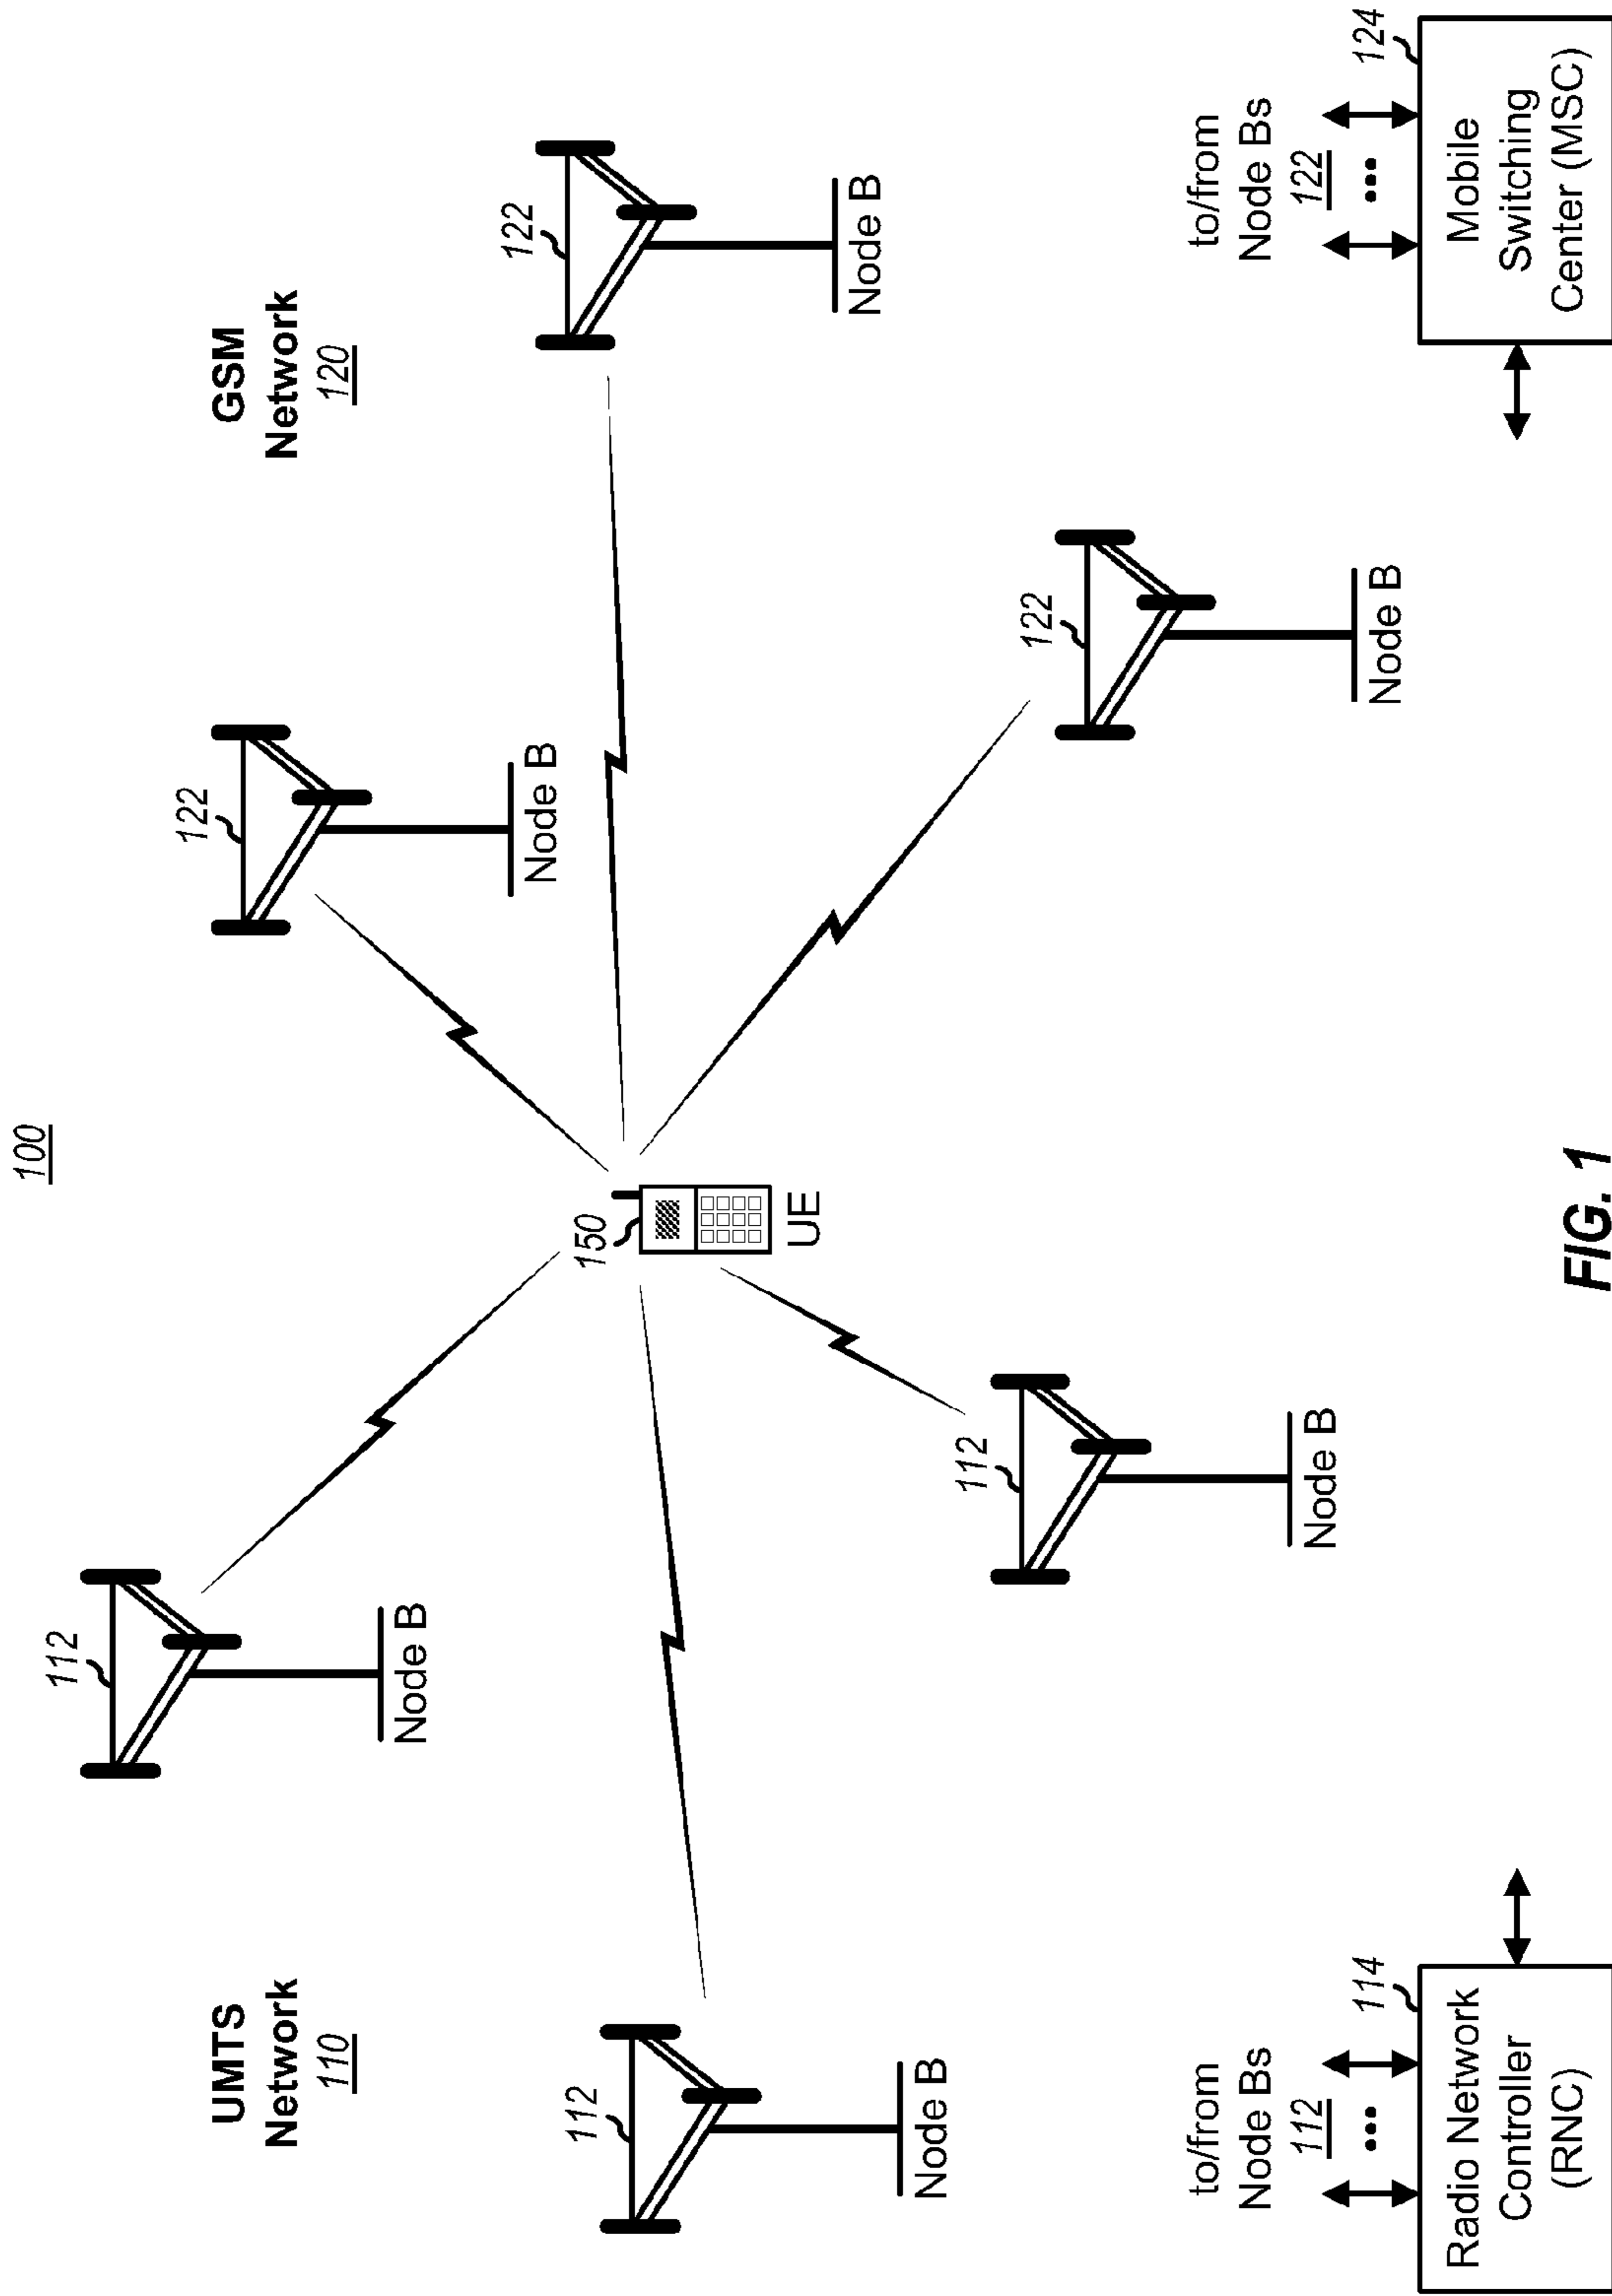 100
UMTS
Network
110
GSM
Network
120
112
Node B
122
Node B
112
Node B
150
UE
122
Node B
112
Node B
122
Node B
to/from
Node Bs
112
...
114
Radio Network
Controller
(RNC)
to/from
Node Bs
122
...
124
Mobile
Switching
Center (MSC)
FIG. 1